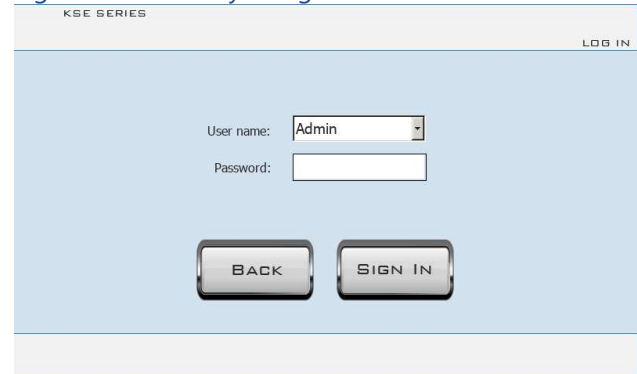 KSE SERIES
LOG IN
User name: Admin
Password:
BACK SIGN IN